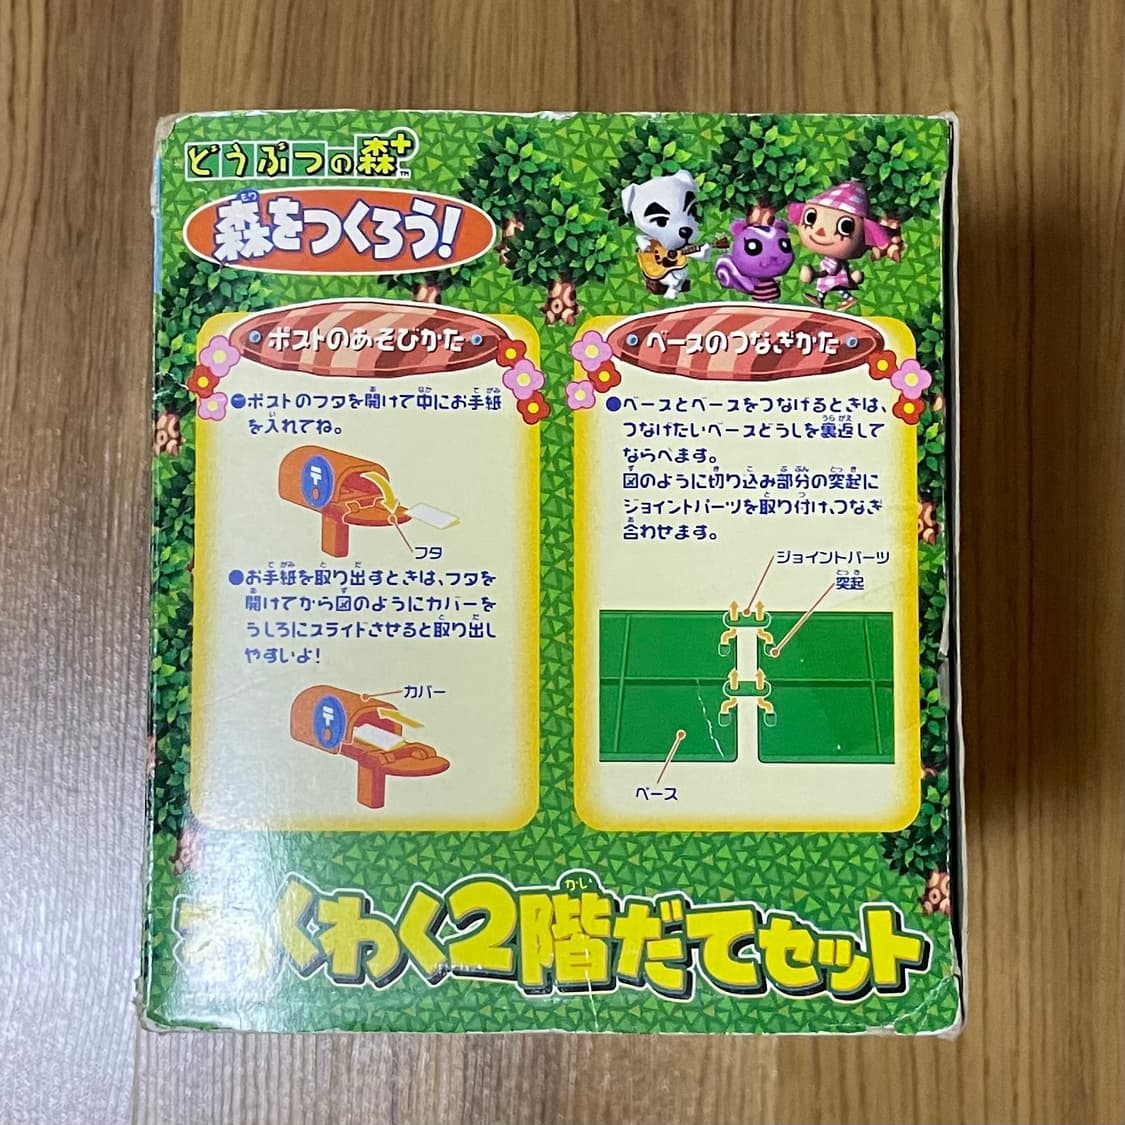 どうぶつの森+™
森をつくろう!
ポストのあそびかた
●ポストのフタを開けて中にお手紙
を入れてね。
フタ
●お手紙を取り出すときは、フタを
開けてから図のようにカバーを
うしろにスライドさせると取り出し
やすいよ!
カバー
ベースのつなぎかた
●ベースとベースをつなげるときは、
つなげたいベースどうしを裏返して
ならべます。
図のように切り込み部分の突起に
ジョイントパーツを取り付け、つなぎ
合わせます。
ジョイントパーツ
突起
ベース
わくわく2階だてセット